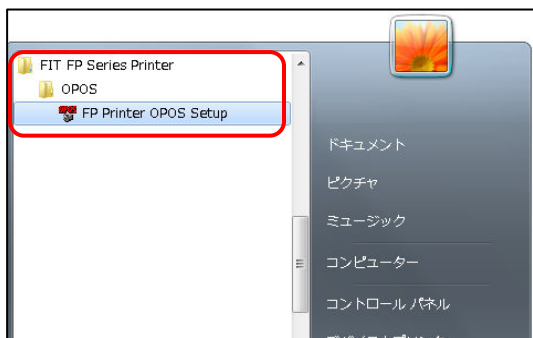 FIT FP Series Printer
OPOS
FP Printer OPOS Setup
ドキュメント
ピクチャ
ミュージック
コンピューター
コントロール パネル